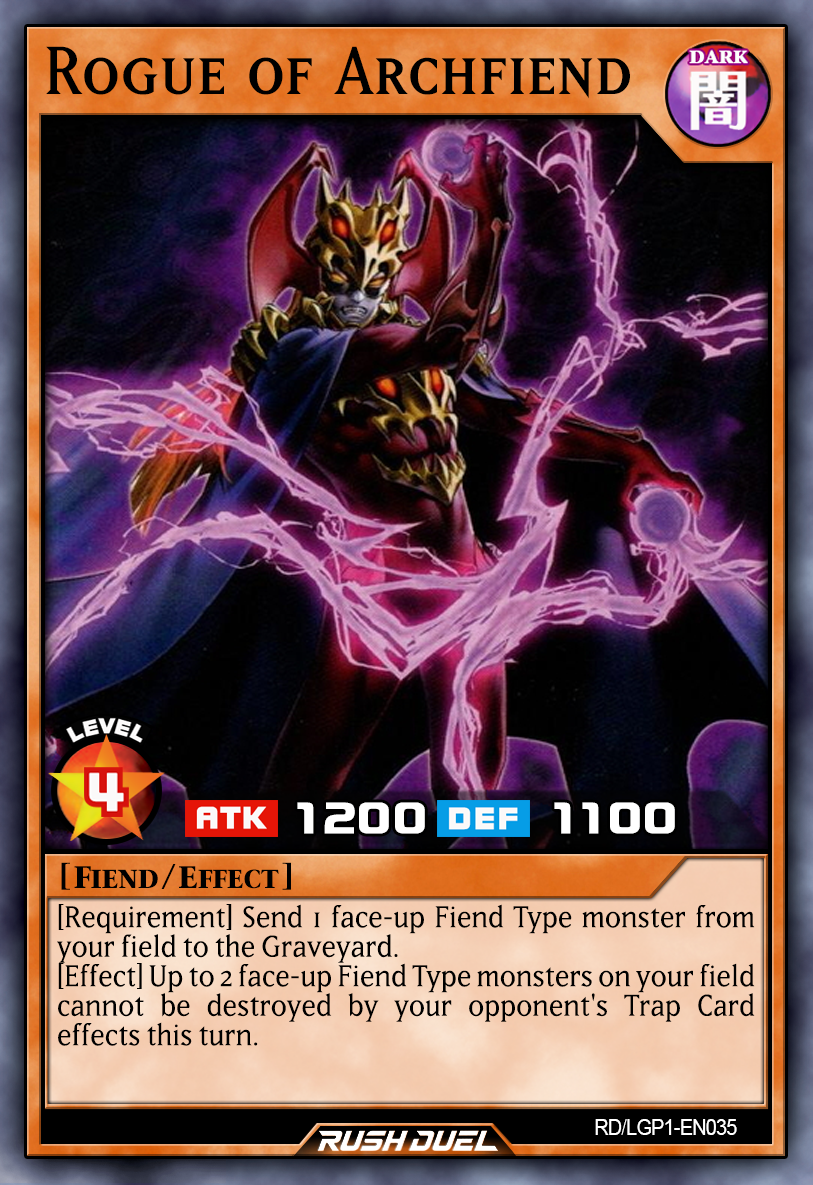 Rogue of Archfiend
DARK
闇
LEVEL
4
ATK 1200 DEF 1100
[Fiend/Effect]
[Requirement] Send 1 face-up Fiend Type monster from
your field to the Graveyard.
[Effect] Up to 2 face-up Fiend Type monsters on your field
cannot be destroyed by your opponent's Trap Card
effects this turn.
RD/LGP1-EN035
RUSH DUEL